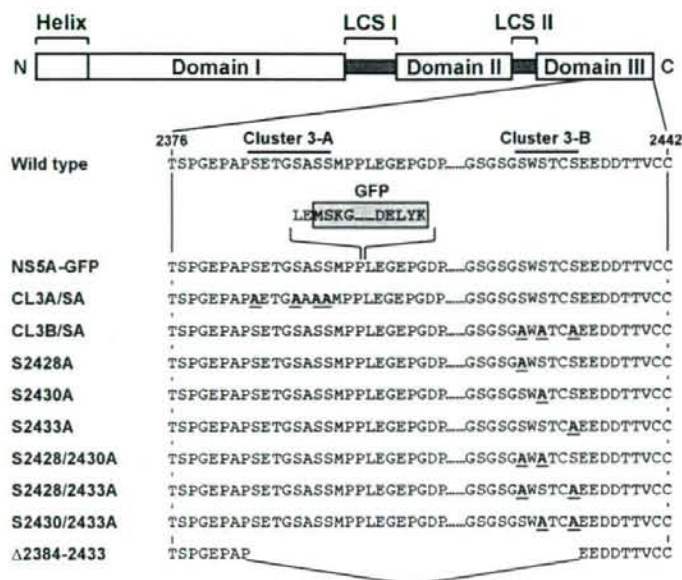 Helix LCS I LCS II
N Domain I Domain II Domain III C
2376 Cluster 3-A Cluster 3-B 2442
Wild type TSPGEPAPSETGSASSMPPLEGEPGDP......GSGSGSWSTCSEEDDTTVCC
GFP
LEMSKG......DELYK
NS5A-GFP TSPGEPAPSETGSASSMPPLEGEPGDP......GSGSGSWSTCSEEDDTTVCC
CL3A/SA TSPGEPAPAETGAAAAMPPLEGEPGDP......GSGSGSWSTCSEEDDTTVCC
CL3B/SA TSPGEPAPSETGSASSMPPLEGEPGDP......GSGSGAWATCAEEDDTTVCC
S2428A TSPGEPAPSETGSASSMPPLEGEPGDP......GSGSGAWSTCSEEDDTTVCC
S2430A TSPGEPAPSETGSASSMPPLEGEPGDP......GSGSGSWATCSEEDDTTVCC
S2433A TSPGEPAPSETGSASSMPPLEGEPGDP......GSGSGSWSTCAEEDDTTVCC
S2428/2430A TSPGEPAPSETGSASSMPPLEGEPGDP......GSGSGAWATCSEEDDTTVCC
S2428/2433A TSPGEPAPSETGSASSMPPLEGEPGDP......GSGSGAWSTCAEEDDTTVCC
S2430/2433A TSPGEPAPSETGSASSMPPLEGEPGDP......GSGSGSWATCAEEDDTTVCC
Δ2384-2433 TSPGEPAP EEDDTTVCC